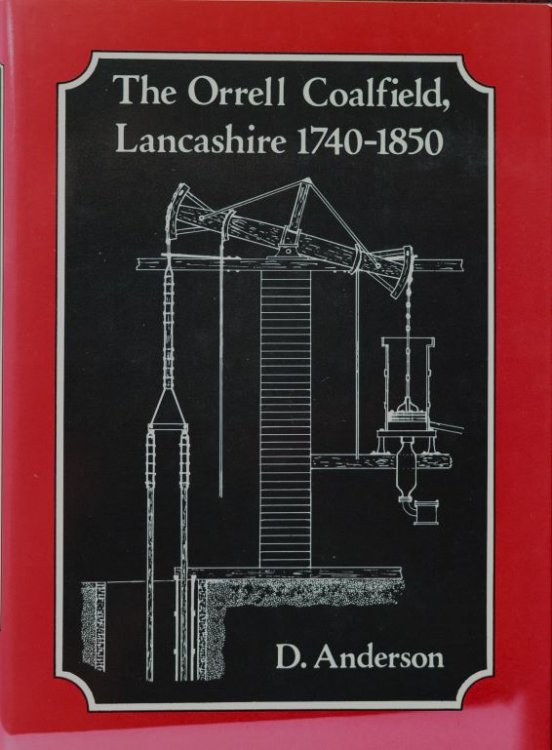 The Orrell Coalfield,
Lancashire 1740-1850
D. Anderson